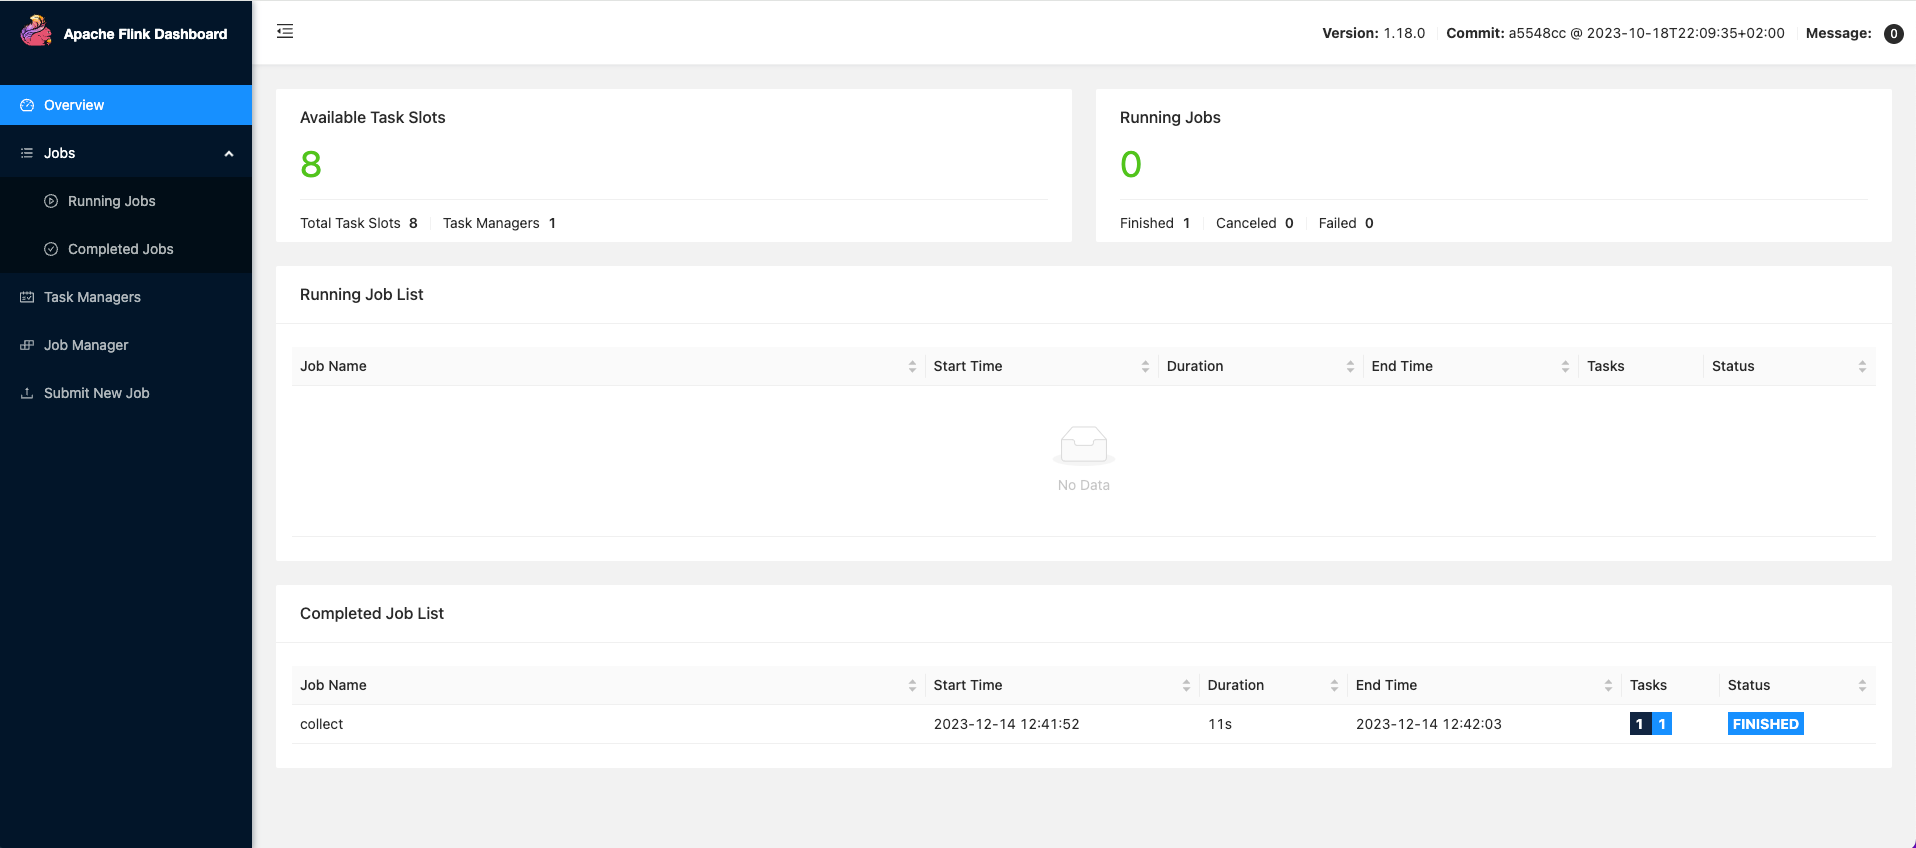 Apache Flink Dashboard
Version: 1.18.0 Commit: a5548cc @ 2023-10-18T22:09:35+02:00 Message: 0
Overview
Jobs
Running Jobs
Completed Jobs
Task Managers
Job Manager
Submit New Job
Available Task Slots
8
Total Task Slots 8 Task Managers 1
Running Jobs
0
Finished 1 Canceled 0 Failed 0
Running Job List
Job Name Start Time Duration End Time Tasks Status
No Data
Completed Job List
Job Name Start Time Duration End Time Tasks Status
collect 2023-12-14 12:41:52 11s 2023-12-14 12:42:03 1 1 FINISHED